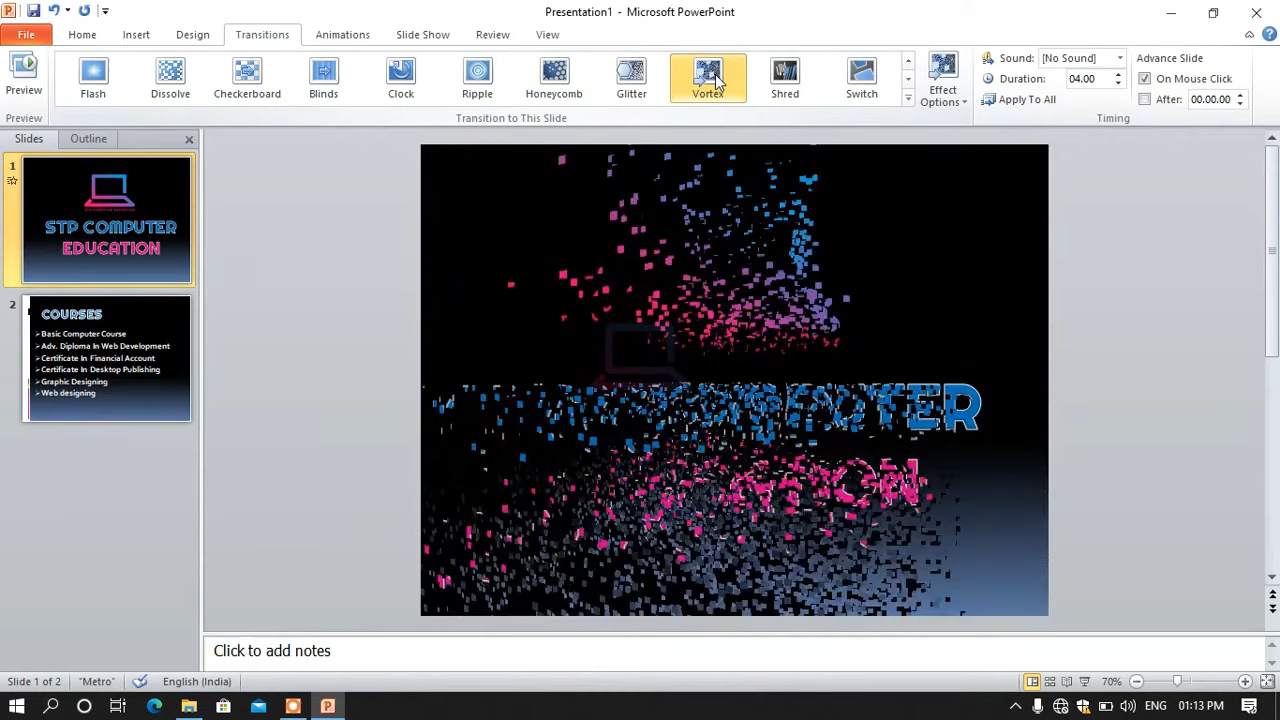 Presentation1 - Microsoft PowerPoint
File Home Insert Design Transitions Animations Slide Show Review View
Preview
Flash Dissolve Checkerboard Blinds Clock Ripple Honeycomb Glitter Vortex Shred Switch
Effect Options
Sound: [No Sound]
Duration: 04.00
Apply To All
Advance Slide
On Mouse Click
After: 00:00.00
Preview Transition to This Slide Timing
Slides Outline
1
STP COMPUTER
EDUCATION
2
COURSES
Basic Computer Course
Adv. Diploma In Web Development
Certificate In Financial Account
Certificate In Desktop Publishing
Graphic Designing
Web designing
Click to add notes
Slide 1 of 2 "Metro" English (India) 70%
ENG 01:13 PM